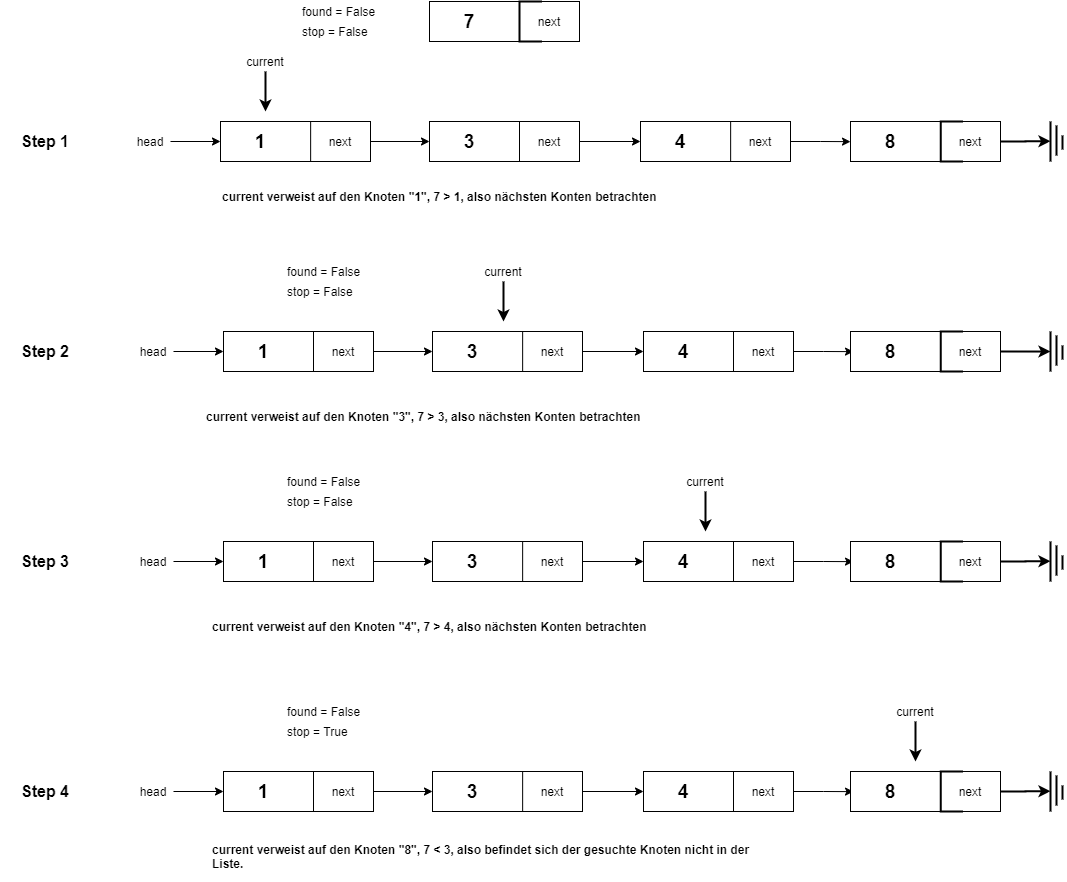 found = False
stop = False
7 next
current
Step 1 head 1 next 3 next 4 next 8 next
current verweist auf den Knoten "1", 7 > 1, also nächsten Konten betrachten
found = False current
stop = False
Step 2 head 1 next 3 next 4 next 8 next
current verweist auf den Knoten "3", 7 > 3, also nächsten Konten betrachten
found = False current
stop = False
Step 3 head 1 next 3 next 4 next 8 next
current verweist auf den Knoten "4", 7 > 4, also nächsten Konten betrachten
found = False current
stop = True
Step 4 head 1 next 3 next 4 next 8 next
current verweist auf den Knoten "8", 7 < 3, also befindet sich der gesuchte Knoten nicht in der
Liste.